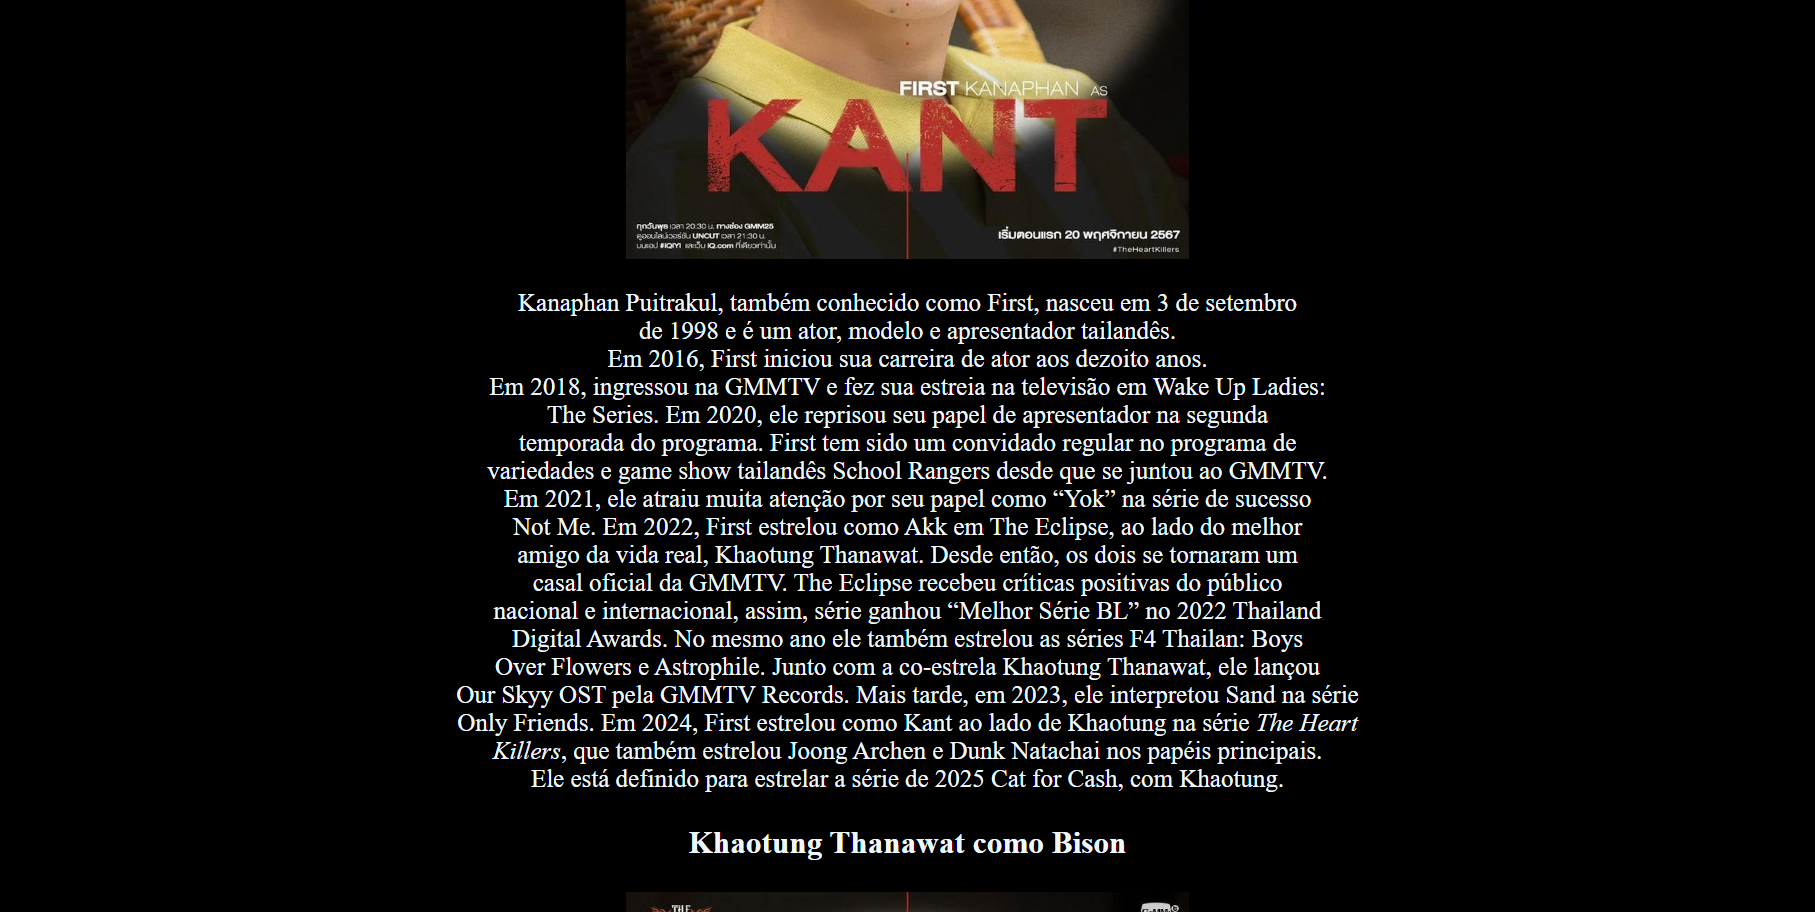 FIRST KANAPHAN AS
KANT
ทุกวันพุธ เวลา 20:30 น. ทางช่อง GMM25
ดูออนไลน์เวอร์ชัน UNCUT เวลา 21:30 น.
บนแอป #IQIYI และเว็บ IQ.com ที่เดียวเท่านั้น
เริ่มตอนแรก 20 พฤศจิกายน 2567
#TheHeartKillers
Kanaphan Puitrakul, também conhecido como First, nasceu em 3 de setembro
de 1998 e é um ator, modelo e apresentador tailandês.
Em 2016, First iniciou sua carreira de ator aos dezoito anos.
Em 2018, ingressou na GMMTV e fez sua estreia na televisão em Wake Up Ladies:
The Series. Em 2020, ele reprisou seu papel de apresentador na segunda
temporada do programa. First tem sido um convidado regular no programa de
variedades e game show tailandês School Rangers desde que se juntou ao GMMTV.
Em 2021, ele atraiu muita atenção por seu papel como “Yok” na série de sucesso
Not Me. Em 2022, First estrelou como Akk em The Eclipse, ao lado do melhor
amigo da vida real, Khaotung Thanawat. Desde então, os dois se tornaram um
casal oficial da GMMTV. The Eclipse recebeu críticas positivas do público
nacional e internacional, assim, série ganhou “Melhor Série BL” no 2022 Thailand
Digital Awards. No mesmo ano ele também estrelou as séries F4 Thailan: Boys
Over Flowers e Astrophile. Junto com a co-estrela Khaotung Thanawat, ele lançou
Our Skyy OST pela GMMTV Records. Mais tarde, em 2023, ele interpretou Sand na série
Only Friends. Em 2024, First estrelou como Kant ao lado de Khaotung na série The Heart
Killers, que também estrelou Joong Archen e Dunk Natachai nos papéis principais.
Ele está definido para estrelar a série de 2025 Cat for Cash, com Khaotung.
Khaotung Thanawat como Bison
THE